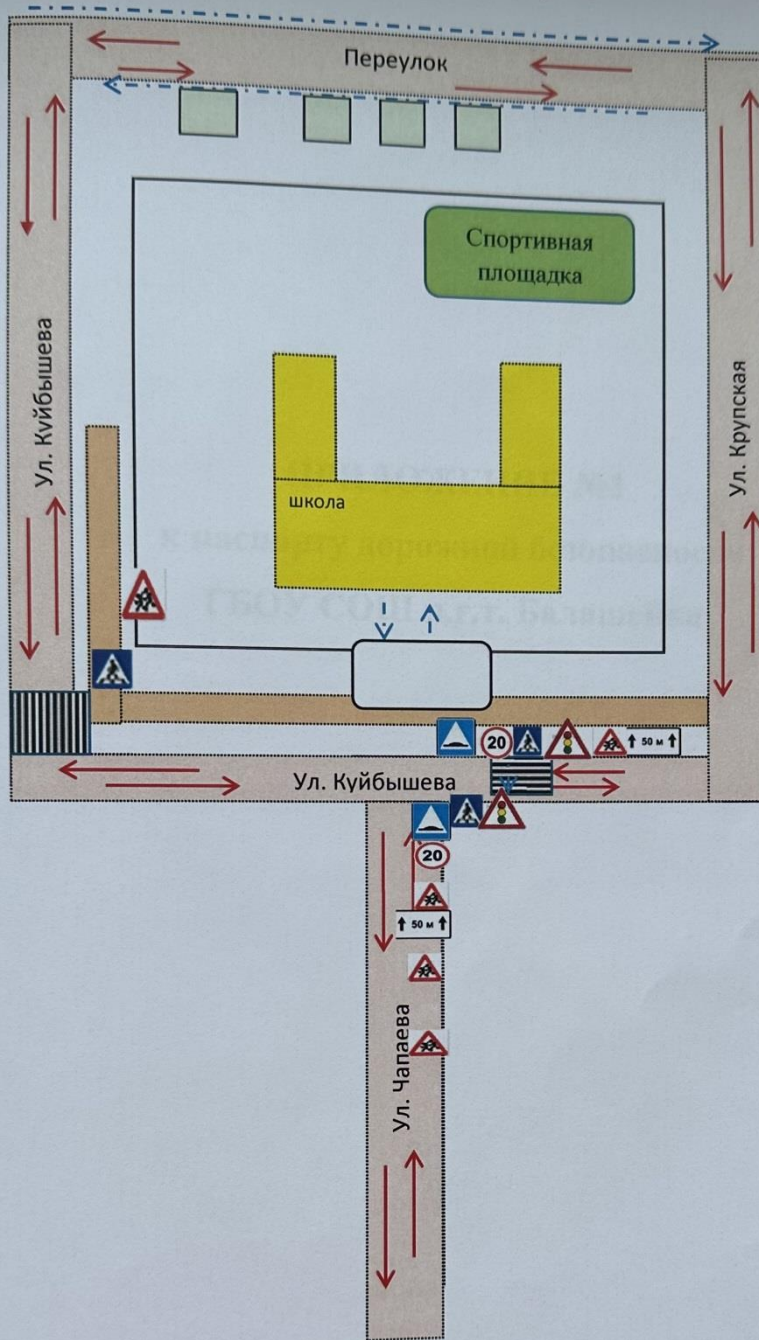 Переулок
Спортивная
площадка
Ул. Куйбышева
Ул. Крупская
школа
20
↑ 50 м ↑
Ул. Куйбышева
20
↑ 50 м ↑
Ул. Чапаева